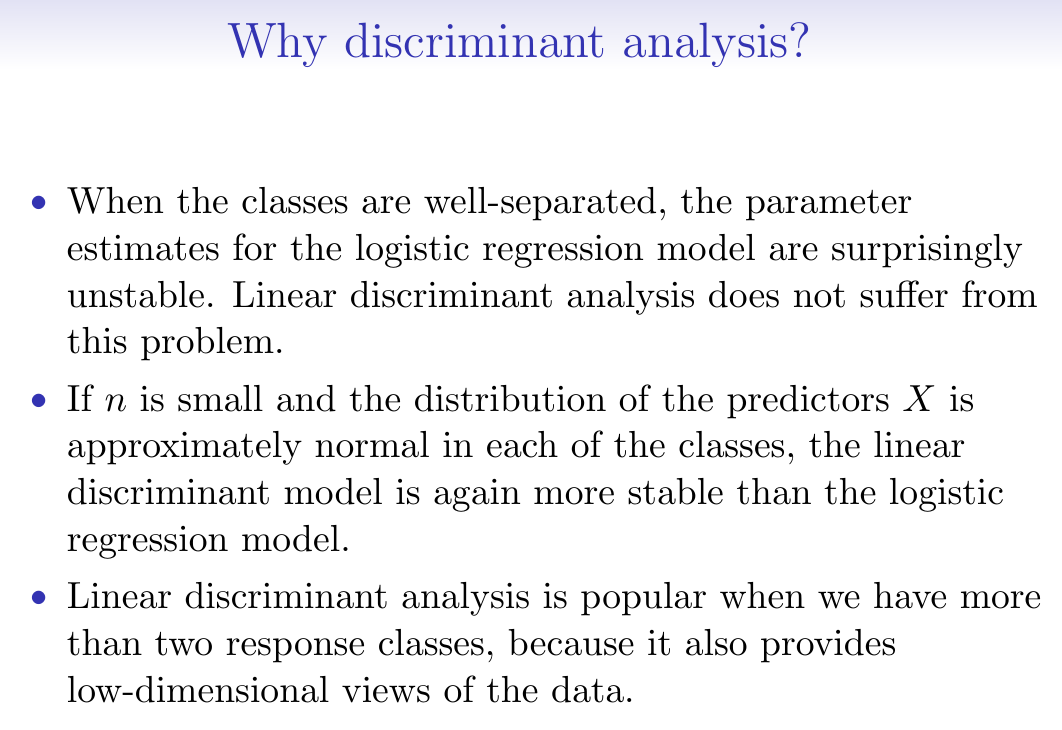 Why discriminant analysis?
• When the classes are well-separated, the parameter
estimates for the logistic regression model are surprisingly
unstable. Linear discriminant analysis does not suffer from
this problem.
• If n is small and the distribution of the predictors X is
approximately normal in each of the classes, the linear
discriminant model is again more stable than the logistic
regression model.
• Linear discriminant analysis is popular when we have more
than two response classes, because it also provides
low-dimensional views of the data.